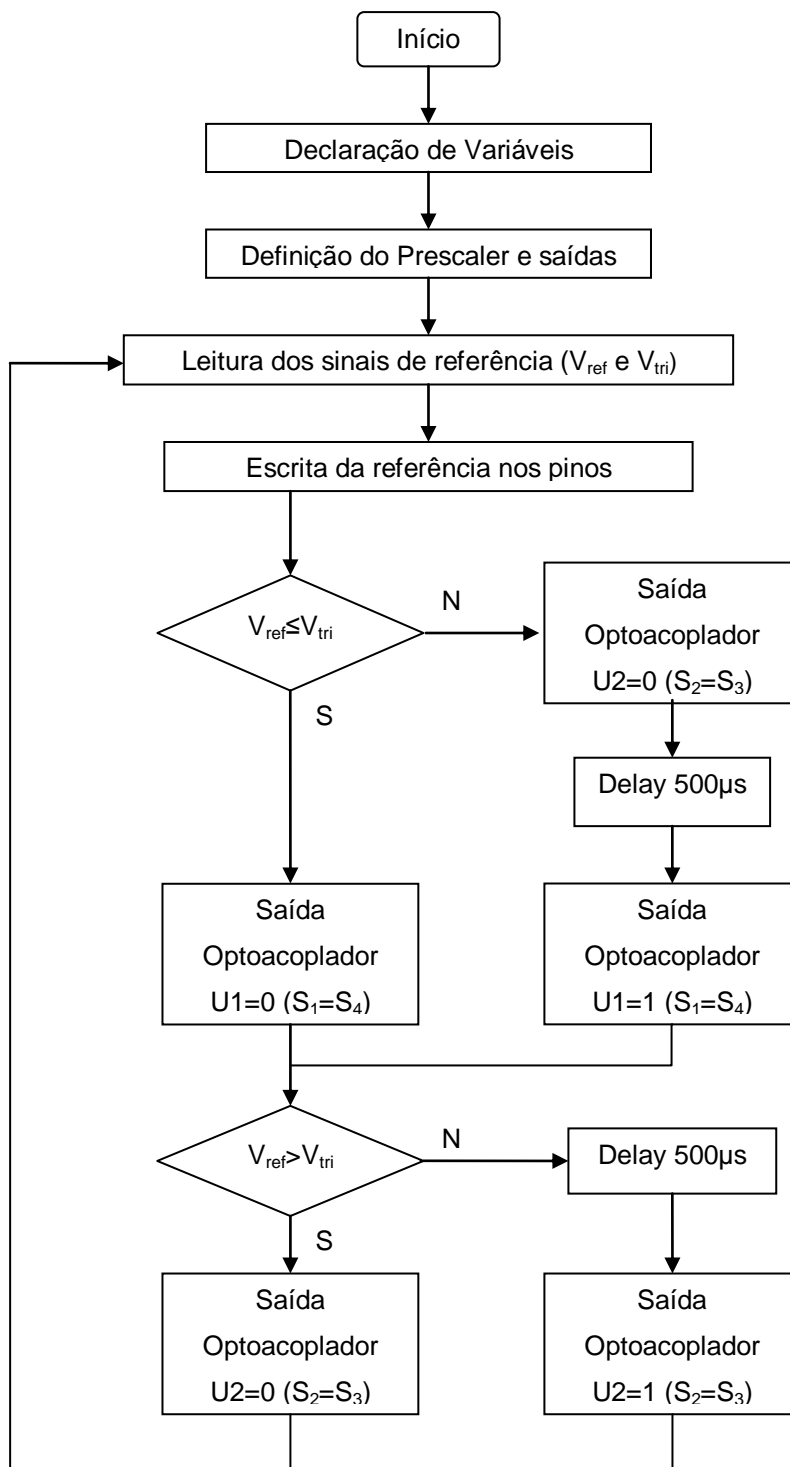 Início
Declaração de Variáveis
Definição do Prescaler e saídas
Leitura dos sinais de referência (Vref e Vtri)
Escrita da referência nos pinos
Vref≤Vtri
N
S
Saída
Optoacoplador
U2=0 (S2=S3)
Delay 500µs
Saída
Optoacoplador
U1=0 (S1=S4)
Saída
Optoacoplador
U1=1 (S1=S4)
Vref>Vtri
N
S
Delay 500µs
Saída
Optoacoplador
U2=0 (S2=S3)
Saída
Optoacoplador
U2=1 (S2=S3)